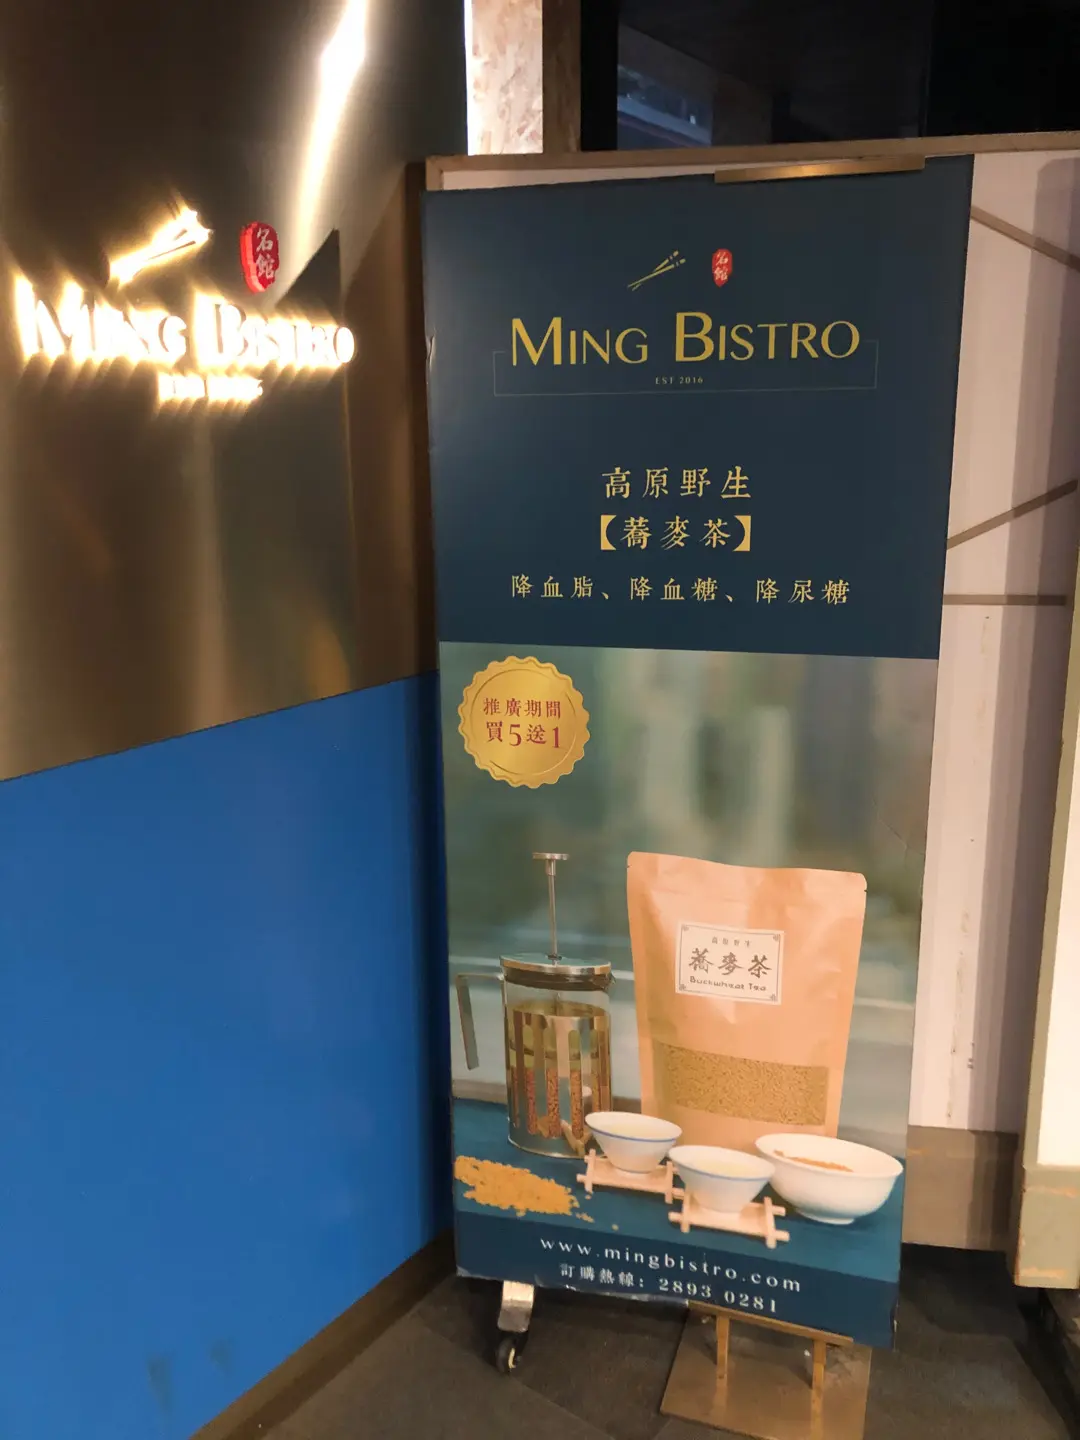 名館
MING BISTRO
名館
MING BISTRO
EST 2016
高原野生
【蕎麥茶】
降血脂、降血糖、降尿糖
推廣期間
買5送1
高原野生
蕎麥茶
Buckwheat Tea
www.mingbistro.com
訂購熱線: 2893 0281